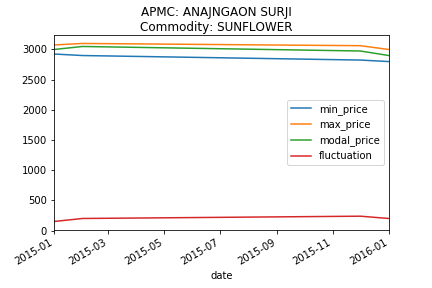 APMC: ANAJNGAON SURJI
Commodity: SUNFLOWER
3000
2500
2000
1500
1000
500
0
min_price
max_price
modal_price
fluctuation
2015-01
2015-03
2015-05
2015-07
2015-09
2015-11
2016-01
date